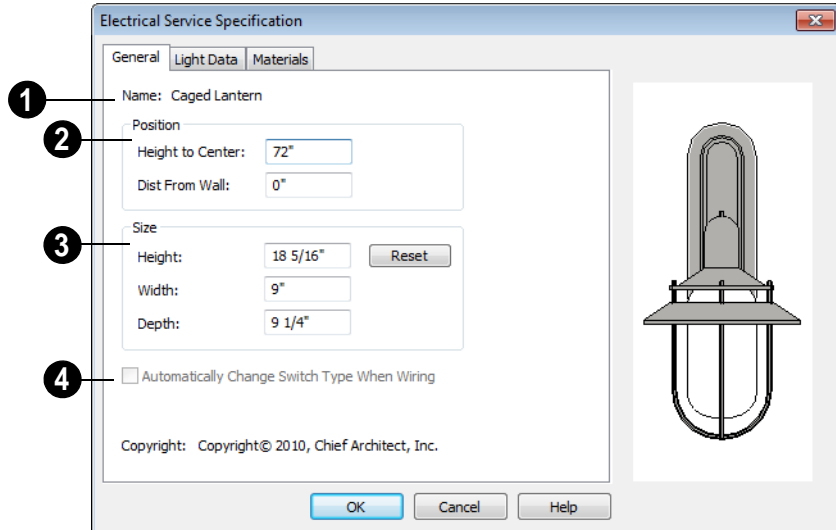 Electrical Service Specification
General Light Data Materials
1 Name: Caged Lantern
2 Position
Height to Center: 72"
Dist From Wall: 0"
3 Size
Height: 18 5/16" Reset
Width: 9"
Depth: 9 1/4"
4 Automatically Change Switch Type When Wiring
Copyright: Copyright© 2010, Chief Architect, Inc.
OK Cancel Help